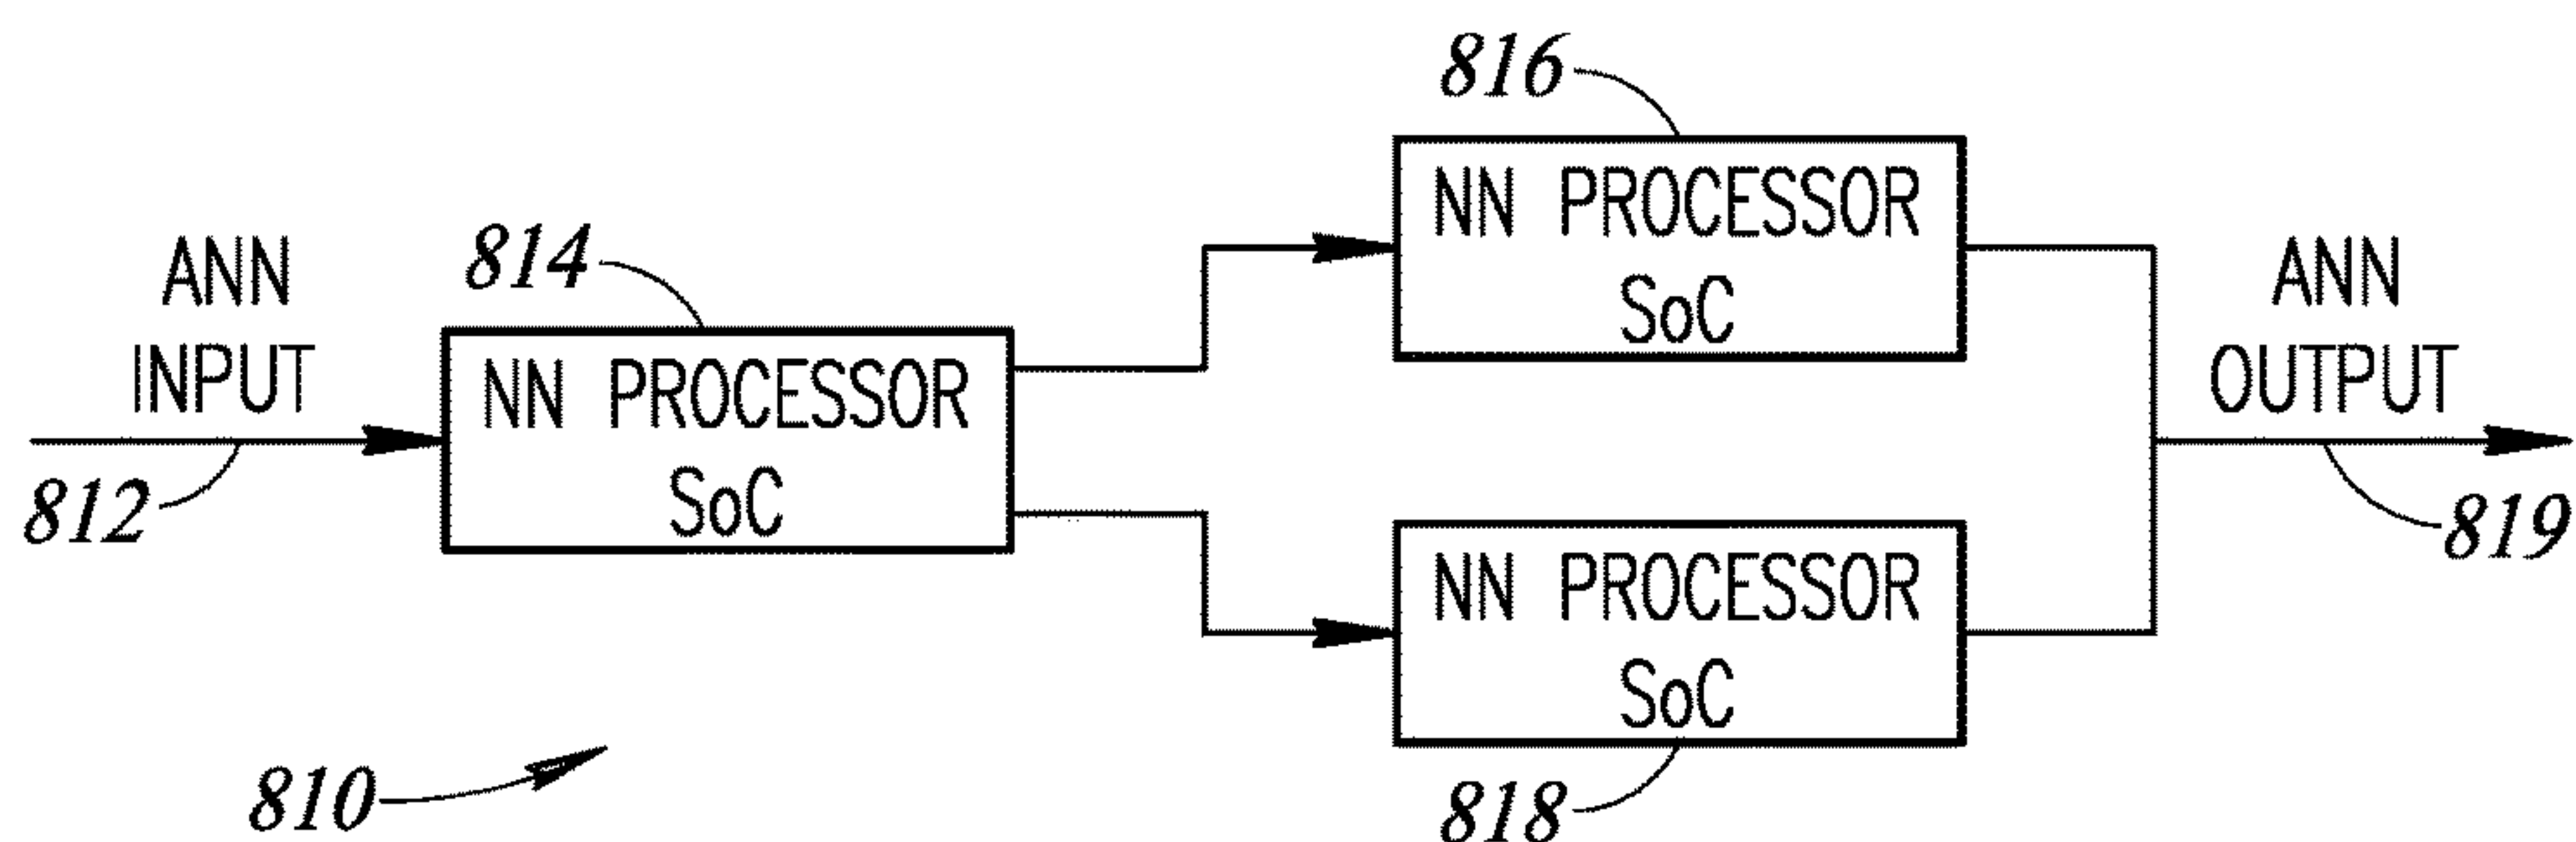 816
NN PROCESSOR
SoC
ANN
INPUT
814
NN PROCESSOR
SoC
ANN
OUTPUT
812
819
NN PROCESSOR
SoC
810
818